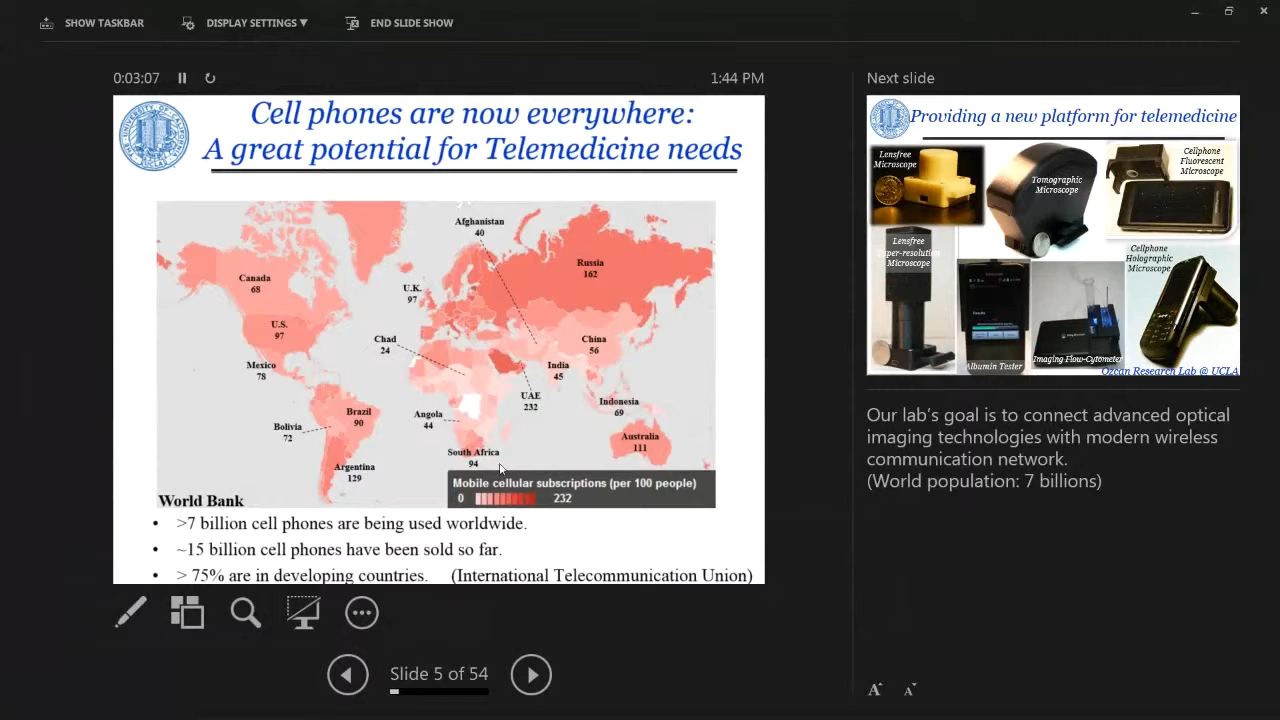 SHOW TASKBAR
DISPLAY SETTINGS ▼
END SLIDE SHOW
0:03:07
1:44 PM
Cell phones are now everywhere:
A great potential for Telemedicine needs
Afghanistan
40
Russia
162
Canada
68
U.K.
97
U.S.
97
Chad
24
China
56
Mexico
78
India
45
UAE
232
Indonesia
69
Brazil
90
Angola
44
Bolivia
72
Australia
111
South Africa
94
Argentina
129
Mobile cellular subscriptions (per 100 people)
0 232
World Bank
• >7 billion cell phones are being used worldwide.
• ~15 billion cell phones have been sold so far.
• > 75% are in developing countries. (International Telecommunication Union)
Slide 5 of 54
Next slide
Providing a new platform for telemedicine
Lensfree
Microscope
Tomographic
Microscope
Cellphone
Fluorescent
Microscope
Lensfree
super-resolution
Microscope
Cellphone
Holographic
Microscope
Albumin Tester
Imaging Flow-Cytometer
Ozcan Research Lab @ UCLA
Our lab's goal is to connect advanced optical
imaging technologies with modern wireless
communication network.
(World population: 7 billions)
A A